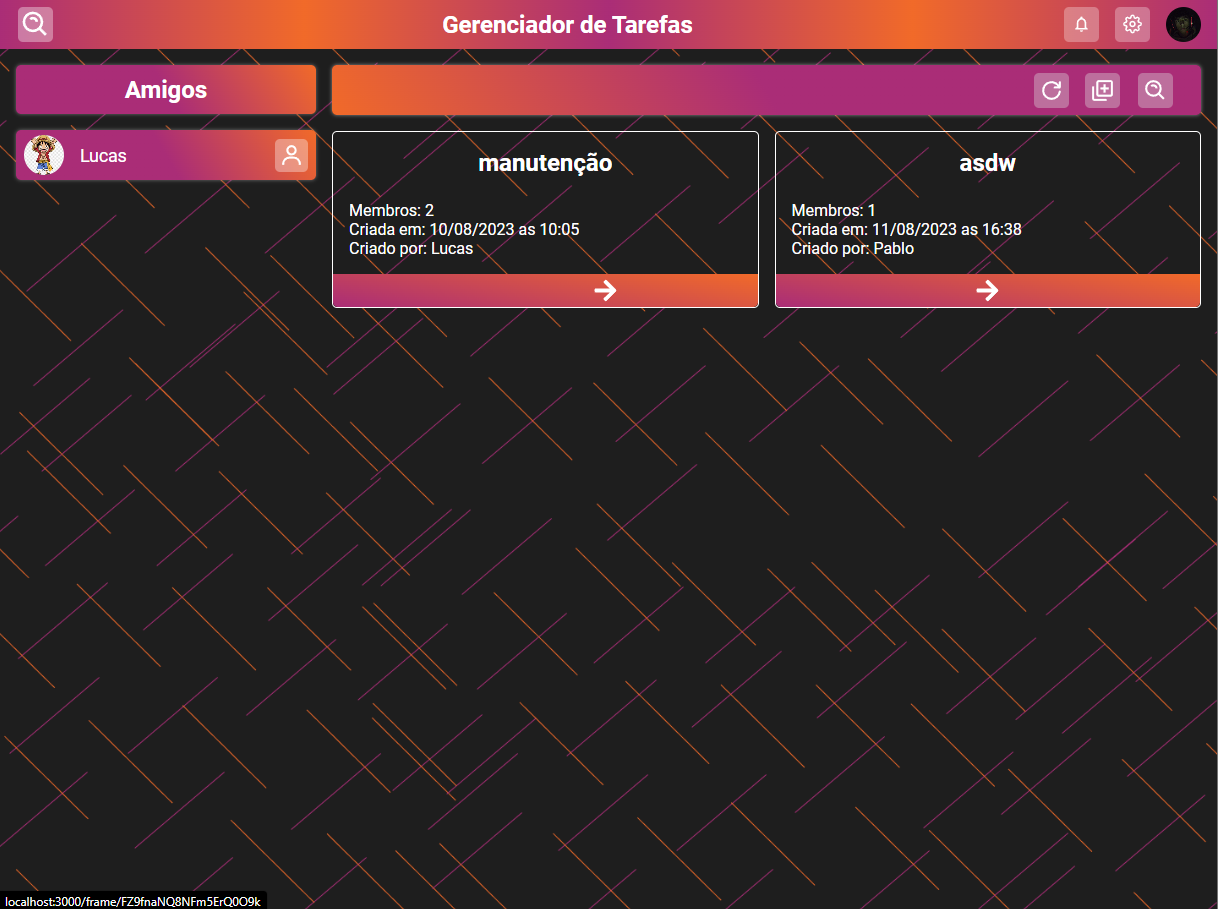 Gerenciador de Tarefas
Amigos
Lucas
manutenção
Membros: 2
Criada em: 10/08/2023 as 10:05
Criado por: Lucas
asdw
Membros: 1
Criada em: 11/08/2023 as 16:38
Criado por: Pablo
localhost:3000/frame/FZ9fnaNQ8NFm5ErQ0O9k